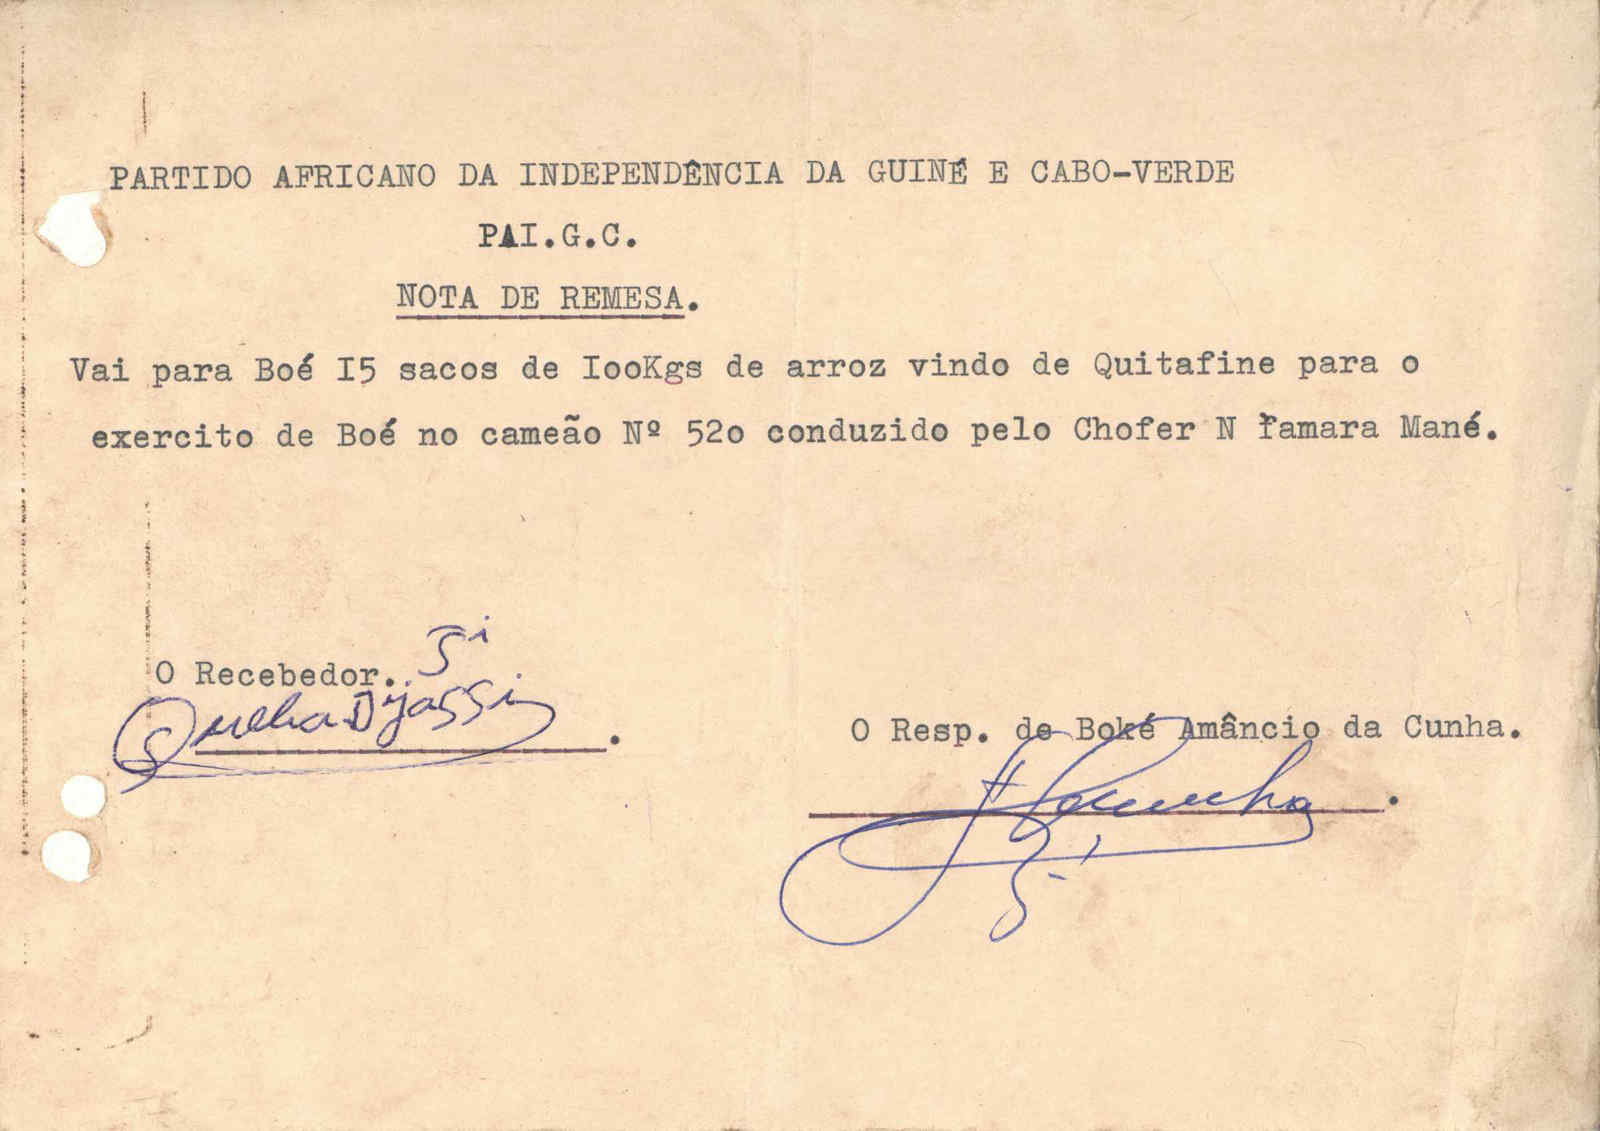 PARTIDO AFRICANO DA INDEPENDÊNCIA DA GUINÉ E CABO-VERDE
PAI.G.C.
NOTA DE REMESA.
Vai para Boé I5 sacos de IooKgs de arroz vindo de Quitafine para o
exercito de Boé no cameão Nº 52o conduzido pelo Chofer N Famara Mané.
O Recebedor.
Djassi
O Resp. de Boké Amâncio da Cunha.